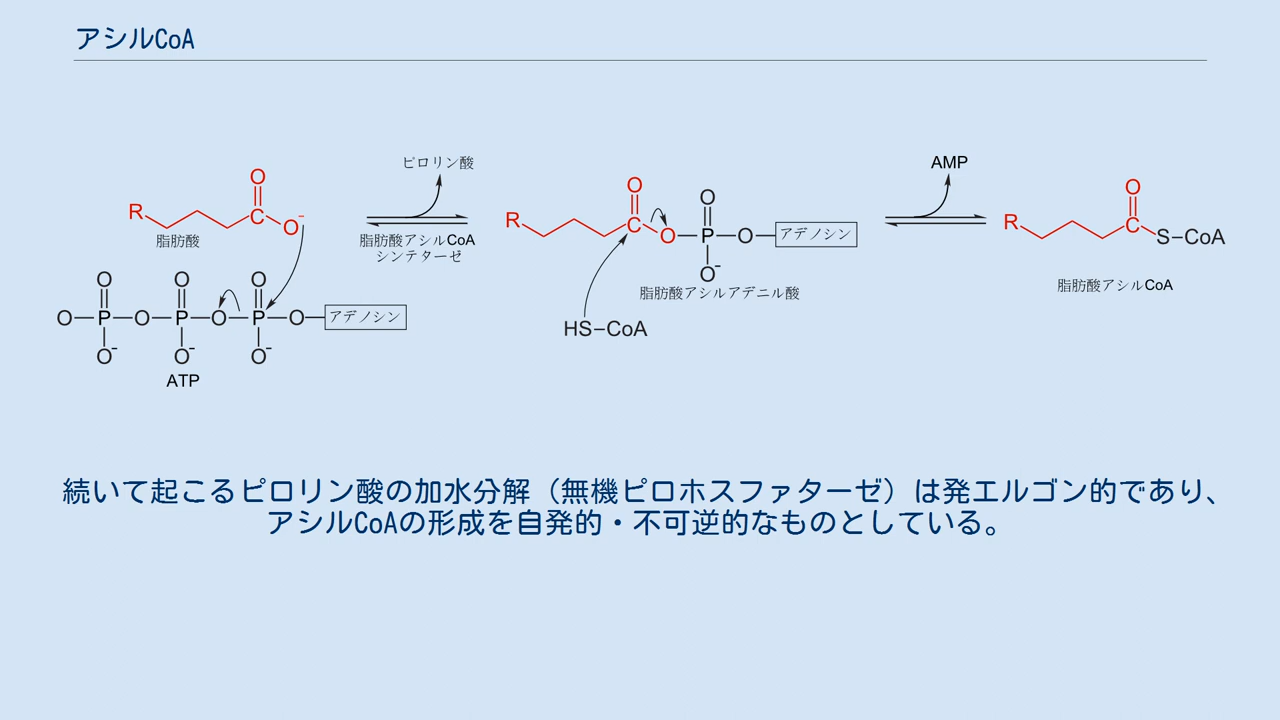 アシルCoA
ピロリン酸
AMP
O
R
O-
脂肪酸
脂肪酸アシルCoA
シンテターゼ
O
R
O
O
P
O
アデノシン
O-
脂肪酸アシルアデニル酸
HS-CoA
O
R
S-CoA
脂肪酸アシルCoA
O O O
O P O P O P O アデノシン
O- O- O-
ATP
続いて起こるピロリン酸の加水分解（無機ピロホスファターゼ）は発エルゴン的であり、
アシルCoAの形成を自発的・不可逆的なものとしている。